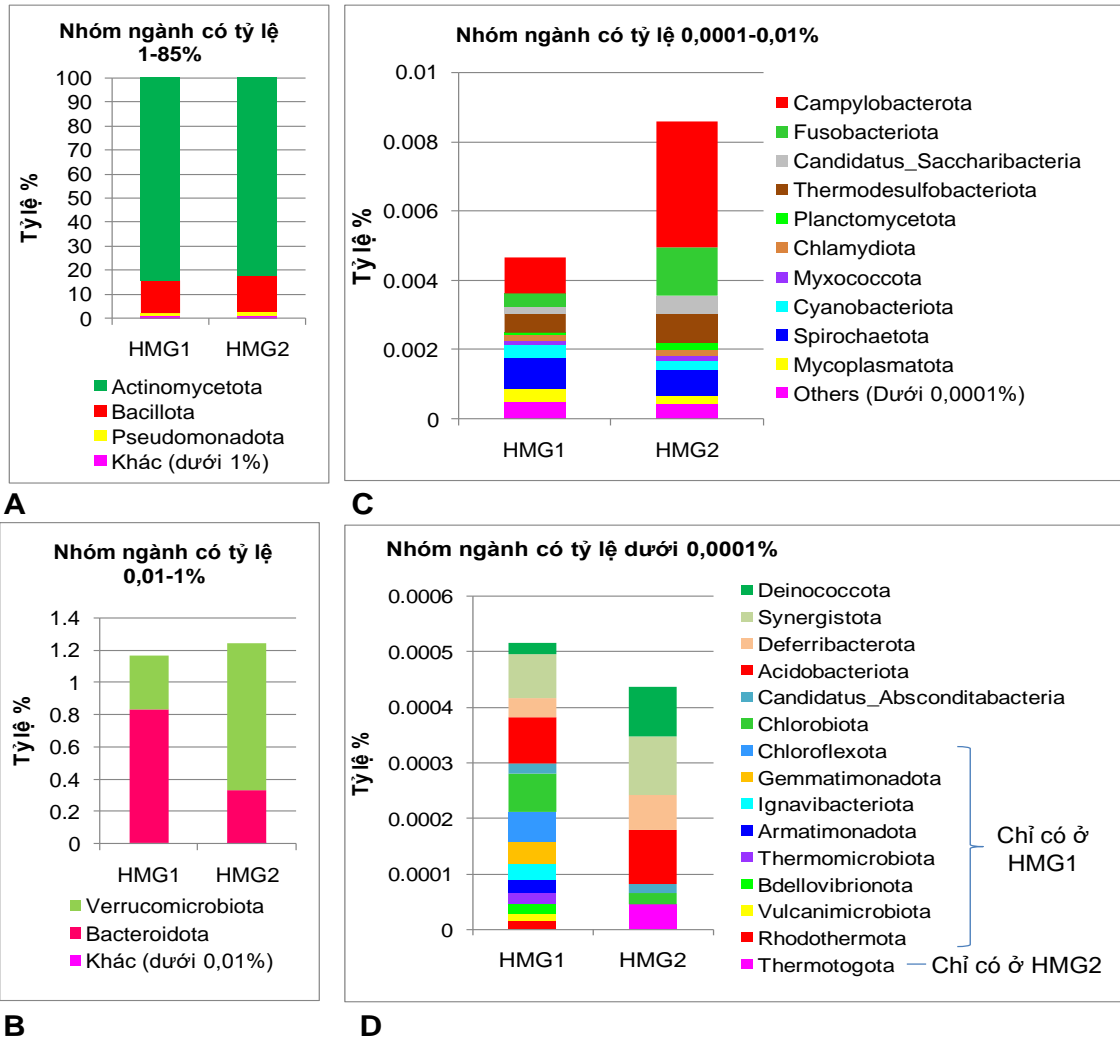 Nhóm ngành có tỷ lệ
1-85%
Tỷ lệ %
100
90
80
70
60
50
40
30
20
10
0
HMG1
HMG2
Actinomycetota
Bacillota
Pseudomonadota
Khác (dưới 1%)
A
Nhóm ngành có tỷ lệ 0,0001-0,01%
Tỷ lệ %
0.01
0.008
0.006
0.004
0.002
0
HMG1
HMG2
Campylobacterota
Fusobacteriota
Candidatus_Saccharibacteria
Thermodesulfobacteriota
Planctomycetota
Chlamydiota
Myxococcota
Cyanobacteriota
Spirochaetota
Mycoplasmatota
Others (Dưới 0,0001%)
C
Nhóm ngành có tỷ lệ
0,01-1%
Tỷ lệ %
1.4
1.2
1
0.8
0.6
0.4
0.2
0
HMG1
HMG2
Verrucomicrobiota
Bacteroidota
Khác (dưới 0,01%)
B
Nhóm ngành có tỷ lệ dưới 0,0001%
Tỷ lệ %
0.0006
0.0005
0.0004
0.0003
0.0002
0.0001
0
HMG1
HMG2
Deinococcota
Synergistota
Deferribacterota
Acidobacteriota
Candidatus_Absconditabacteria
Chlorobiota
Chloroflexota
Gemmatimonadota
Ignavibacteriota
Armatimonadota
Thermomicrobiota
Bdellovibrionota
Vulcanimicrobiota
Rhodothermota
Thermotogota
Chỉ có ở
HMG1
Chỉ có ở HMG2
D